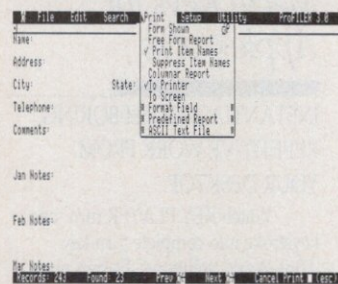 File Edit Search Print Setup Utility ProFILER 3.0
Form Shown
Name: Free Form Report
✓ Print Item Names
Address: Suppress Item Names
Columnar Report
City: State: ✓To Printer
To Screen
Telephone: Format Field
Predefined Report
Comments: ASCII Text File
Jan Notes:
Feb Notes:
Mar Notes:
Records: 243 Found: 23 Prev Next Cancel Print (esc)